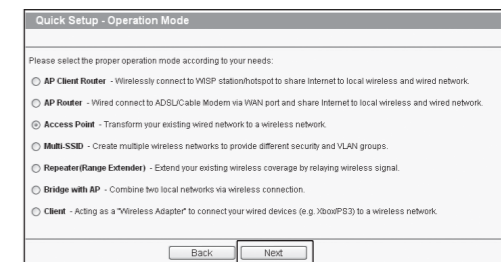 Quick Setup - Operation Mode
Please select the proper operation mode according to your needs:
AP Client Router - Wirelessly connect to WISP station/hotspot to share Internet to local wireless and wired network.
AP Router - Wired connect to ADSL/Cable Modem via WAN port and share Internet to local wireless and wired network.
Access Point - Transform your existing wired network to a wireless network.
Multi-SSID - Create multiple wireless networks to provide different security and VLAN groups.
Repeater(Range Extender) - Extend your existing wireless coverage by relaying wireless signal.
Bridge with AP - Combine two local networks via wireless connection.
Client - Acting as a "Wireless Adapter" to connect your wired devices (e.g. Xbox/PS3) to a wireless network.
Back Next